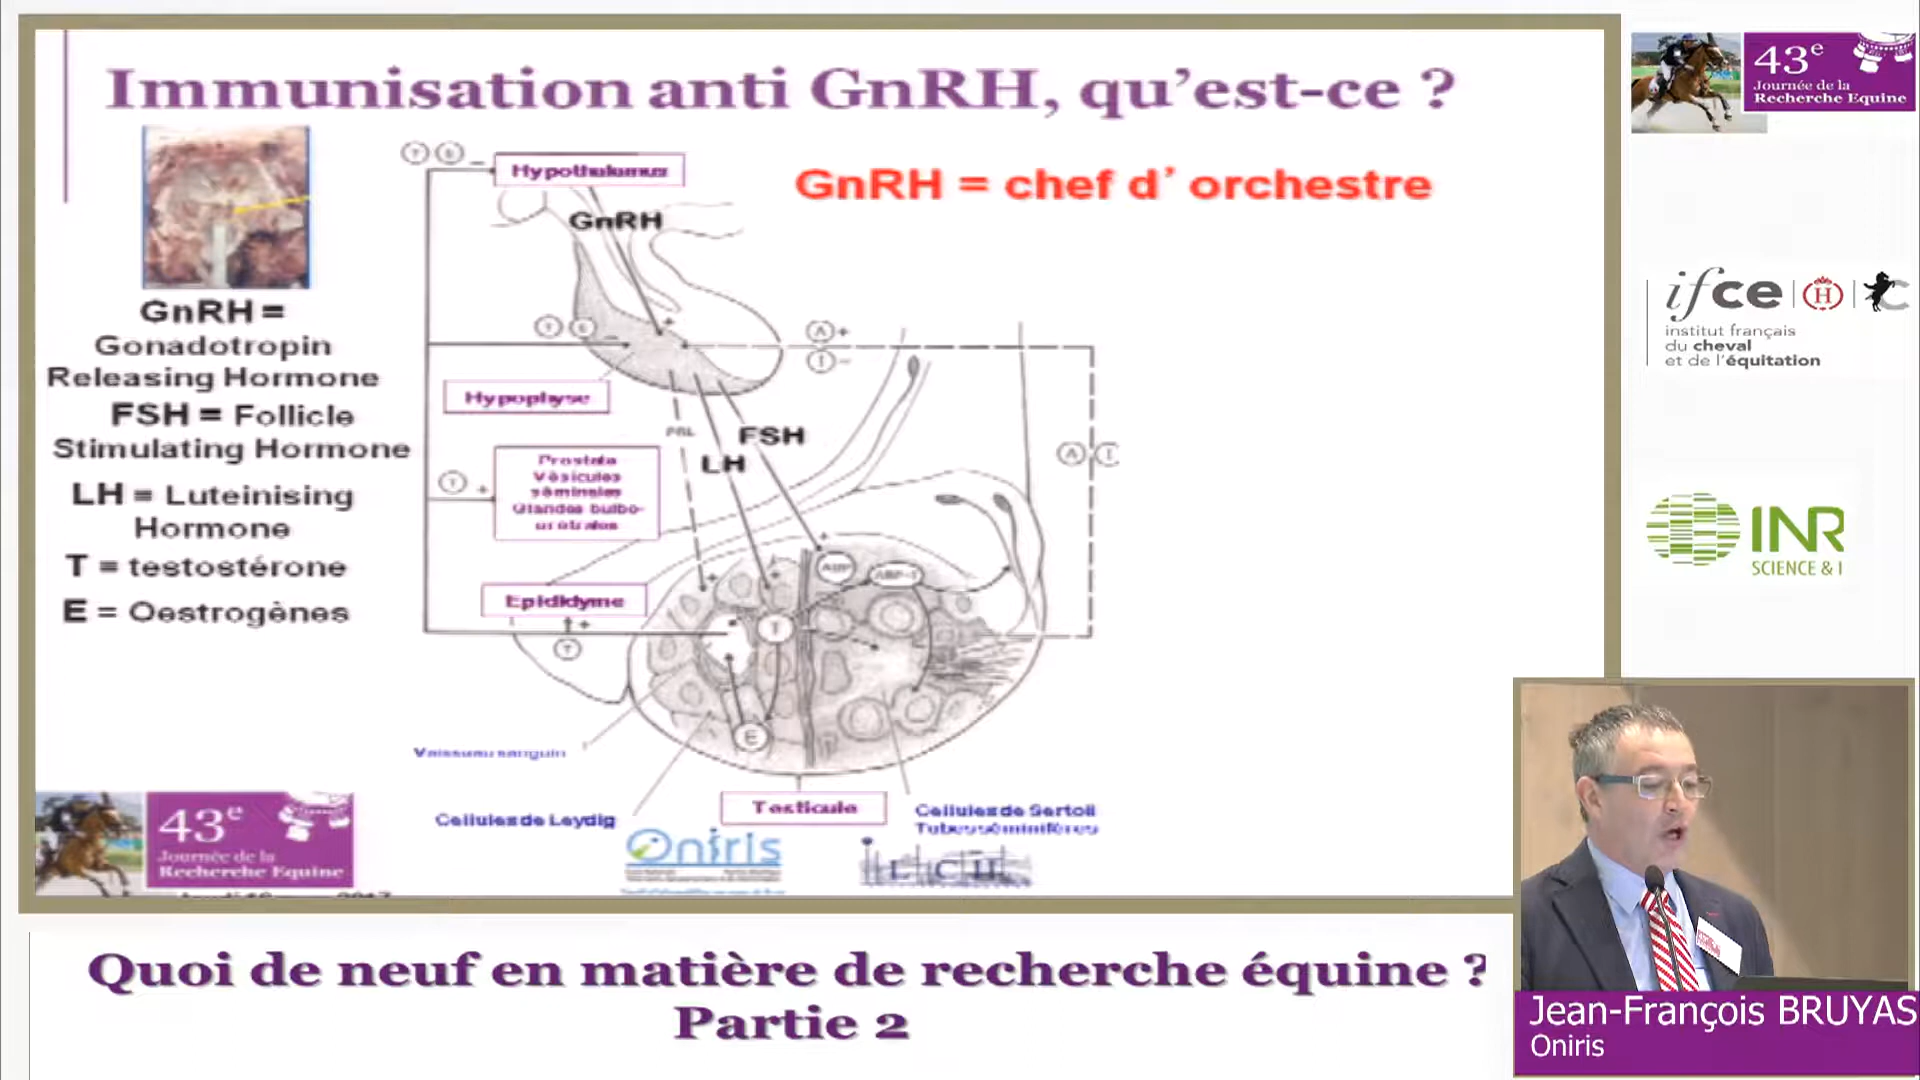 Immunisation anti GnRH, qu'est-ce ?
GnRH = chef d' orchestre
GnRH =
Gonadotropin
Releasing Hormone
FSH = Follicle
Stimulating Hormone
LH = Luteinising
Hormone
T = testostérone
E = Oestrogènes
Hypothalamus
GnRH
Hypophyse
PRL
FSH
LH
Prostate
Vésicules
séminales
Glandes bulbo-
urétrales
Epididyme
ABP
ABP-T
T
E
Vaisseau sanguin
Cellules de Leydig
Testicule
Cellules de Sertoli
Tubes séminifères
43e
Journée de la
Recherche Equine
Oniris
43e
Journée de la
Recherche Equine
ifce
institut français
du cheval
et de l'équitation
INR
SCIENCE & I
Quoi de neuf en matière de recherche équine ?
Partie 2
Jean-François BRUYAS
Oniris